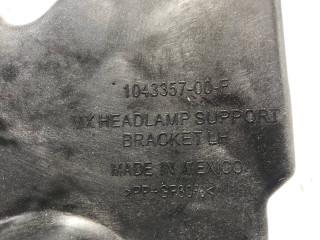 1043357-00-F
MX HEADLAMP SUPPORT
BRACKET LH
MADE IN MEXICO